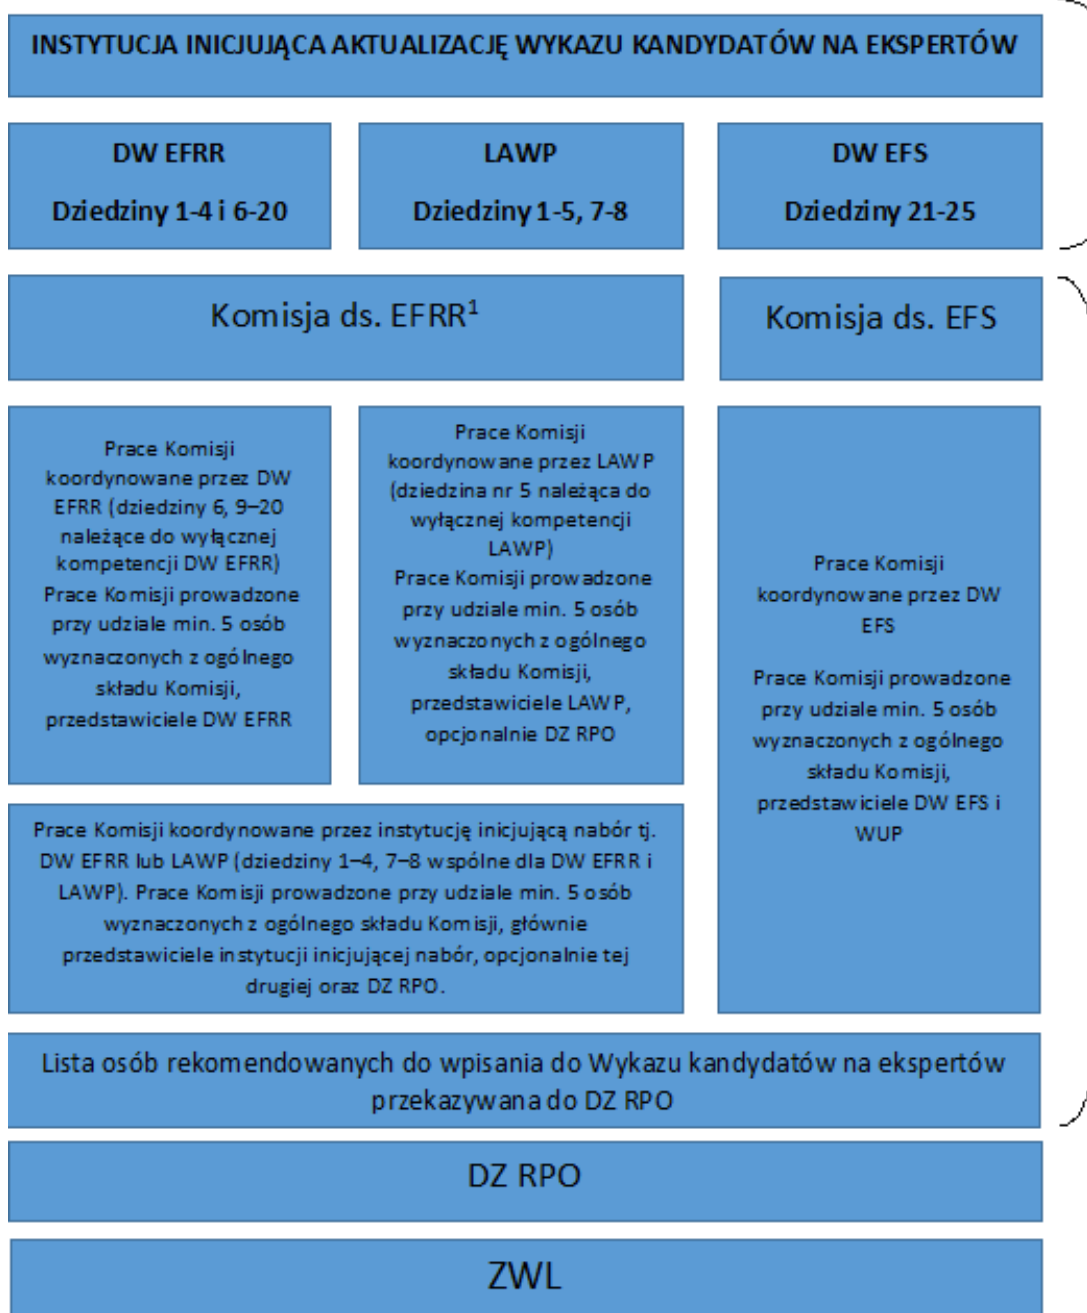 INSTYTUCJA INICJUJĄCA AKTUALIZACJĘ WYKAZU KANDYDATÓW NA EKSPERTÓW
DW EFRR
Dziedziny 1-4 i 6-20
LAWP
Dziedziny 1-5, 7-8
DW EFS
Dziedziny 21-25
Komisja ds. EFRR¹
Komisja ds. EFS
Prace Komisji
koordynowane przez DW
EFRR (dziedziny 6, 9–20
należące do wyłącznej
kompetencji DW EFRR)
Prace Komisji prowadzone
przy udziale min. 5 osób
wyznaczonych z ogólnego
składu Komisji,
przedstawiciele DW EFRR
Prace Komisji
koordynowane przez LAWP
(dziedzina nr 5 należąca do
wyłącznej kompetencji
LAWP)
Prace Komisji prowadzone
przy udziale min. 5 osób
wyznaczonych z ogólnego
składu Komisji,
przedstawiciele LAWP,
opcjonalnie DZ RPO
Prace Komisji
koordynowane przez DW
EFS
Prace Komisji prowadzone
przy udziale min. 5 osób
wyznaczonych z ogólnego
składu Komisji,
przedstawiciele DW EFS i
WUP
Prace Komisji koordynowane przez instytucję inicjującą nabór tj.
DW EFRR lub LAWP (dziedziny 1–4, 7–8 wspólne dla DW EFRR i
LAWP). Prace Komisji prowadzone przy udziale min. 5 osób
wyznaczonych z ogólnego składu Komisji, głównie
przedstawiciele instytucji inicjującej nabór, opcjonalnie tej
drugiej oraz DZ RPO.
Lista osób rekomendowanych do wpisania do Wykazu kandydatów na ekspertów
przekazywana do DZ RPO
DZ RPO
ZWL